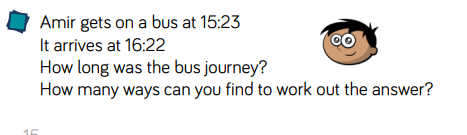 Amir gets on a bus at 15:23
It arrives at 16:22
How long was the bus journey?
How many ways can you find to work out the answer?